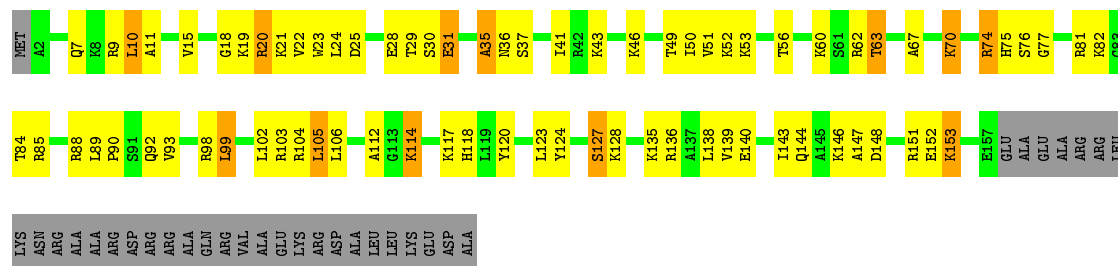 MET A2 Q7 K8 R9 L10 A11 V15 G18 K19 R20 K21 V22 W23 L24 D25 E28 T29 S30 E31 A35 N36 S37 I41 R42 K43 K46 T49 I50 V51 K52 K53 T56 K60 S61 R62 T63 A67 K70 R74 H75 S76 G77 R81 K82 G83
T84 R85 R88 L89 P90 S91 Q92 V93 R98 L99 L102 R103 R104 L105 L106 A112 G113 K114 K117 H118 L119 Y120 L123 Y124 S127 K128 K135 R136 A137 L138 V139 E140 I143 Q144 A145 K146 A147 D148 R151 E152 K153 E157 GLU ALA GLU ALA ARG ARG LEU
LYS ASN ARG ALA ALA ARG ASP ARG ARG ALA GLN ARG VAL ALA GLU LYS ARG ASP ALA LEU LEU LYS GLU ASP ALA